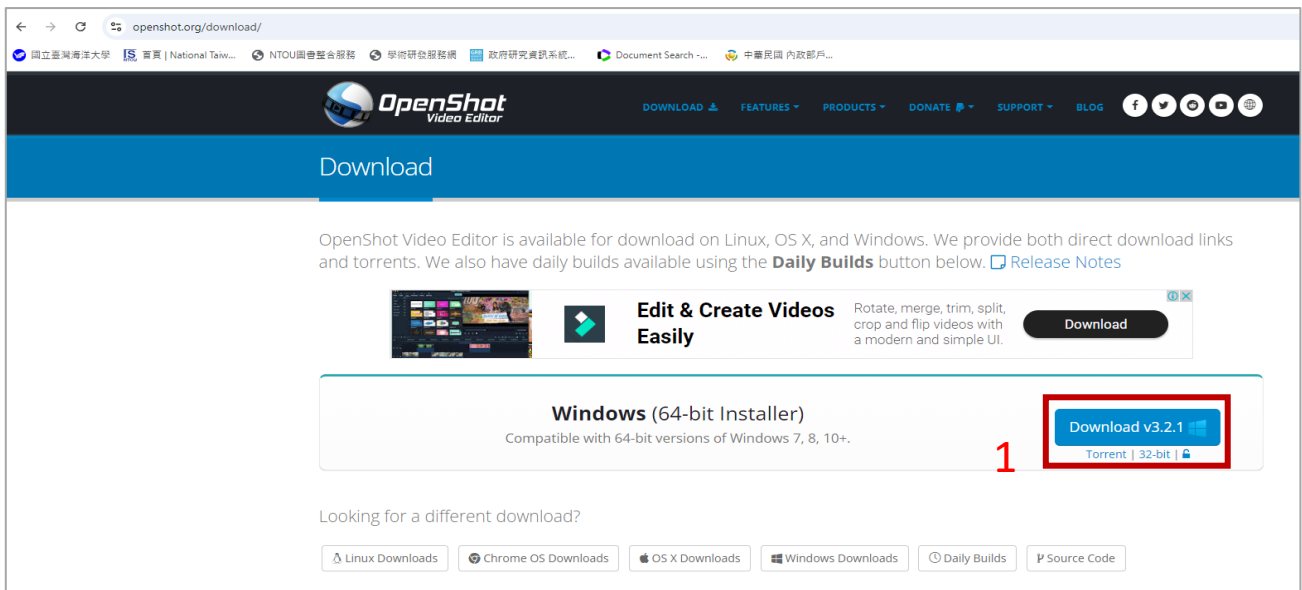 openshot.org/download/
國立臺灣海洋大學 首頁 | National Taiw... NTOU圖書整合服務 學術研發服務網 政府研究資訊系統... Document Search -... 中華民國 內政部戶...
OpenShot
Video Editor
DOWNLOAD FEATURES PRODUCTS DONATE SUPPORT BLOG
Download
OpenShot Video Editor is available for download on Linux, OS X, and Windows. We provide both direct download links
and torrents. We also have daily builds available using the Daily Builds button below. Release Notes
Edit & Create Videos
Easily
Rotate, merge, trim, split,
crop and flip videos with
a modern and simple UI.
Download
Windows (64-bit Installer)
Compatible with 64-bit versions of Windows 7, 8, 10+.
1
Download v3.2.1
Torrent | 32-bit |
Looking for a different download?
Linux Downloads Chrome OS Downloads OS X Downloads Windows Downloads Daily Builds Source Code